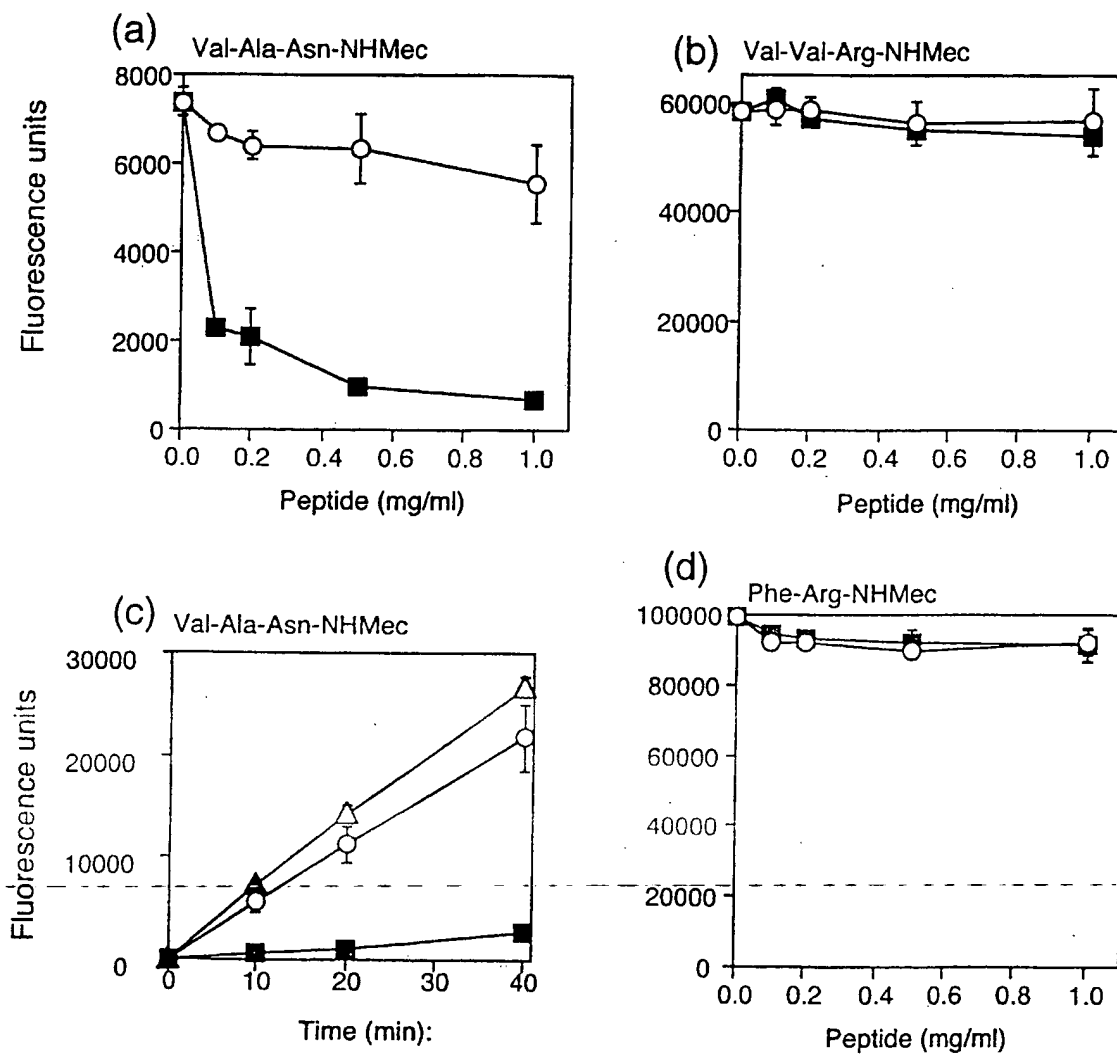 (a)
Val-Ala-Asn-NHMec
Fluorescence units
8000
6000
4000
2000
0
0.0 0.2 0.4 0.6 0.8 1.0
Peptide (mg/ml)
(b)
Val-Val-Arg-NHMec
60000
40000
20000
0
0.0 0.2 0.4 0.6 0.8 1.0
Peptide (mg/ml)
(c)
Val-Ala-Asn-NHMec
Fluorescence units
30000
20000
10000
0
0 10 20 30 40
Time (min):
(d)
Phe-Arg-NHMec
100000
80000
60000
40000
20000
0
0.0 0.2 0.4 0.6 0.8 1.0
Peptide (mg/ml)